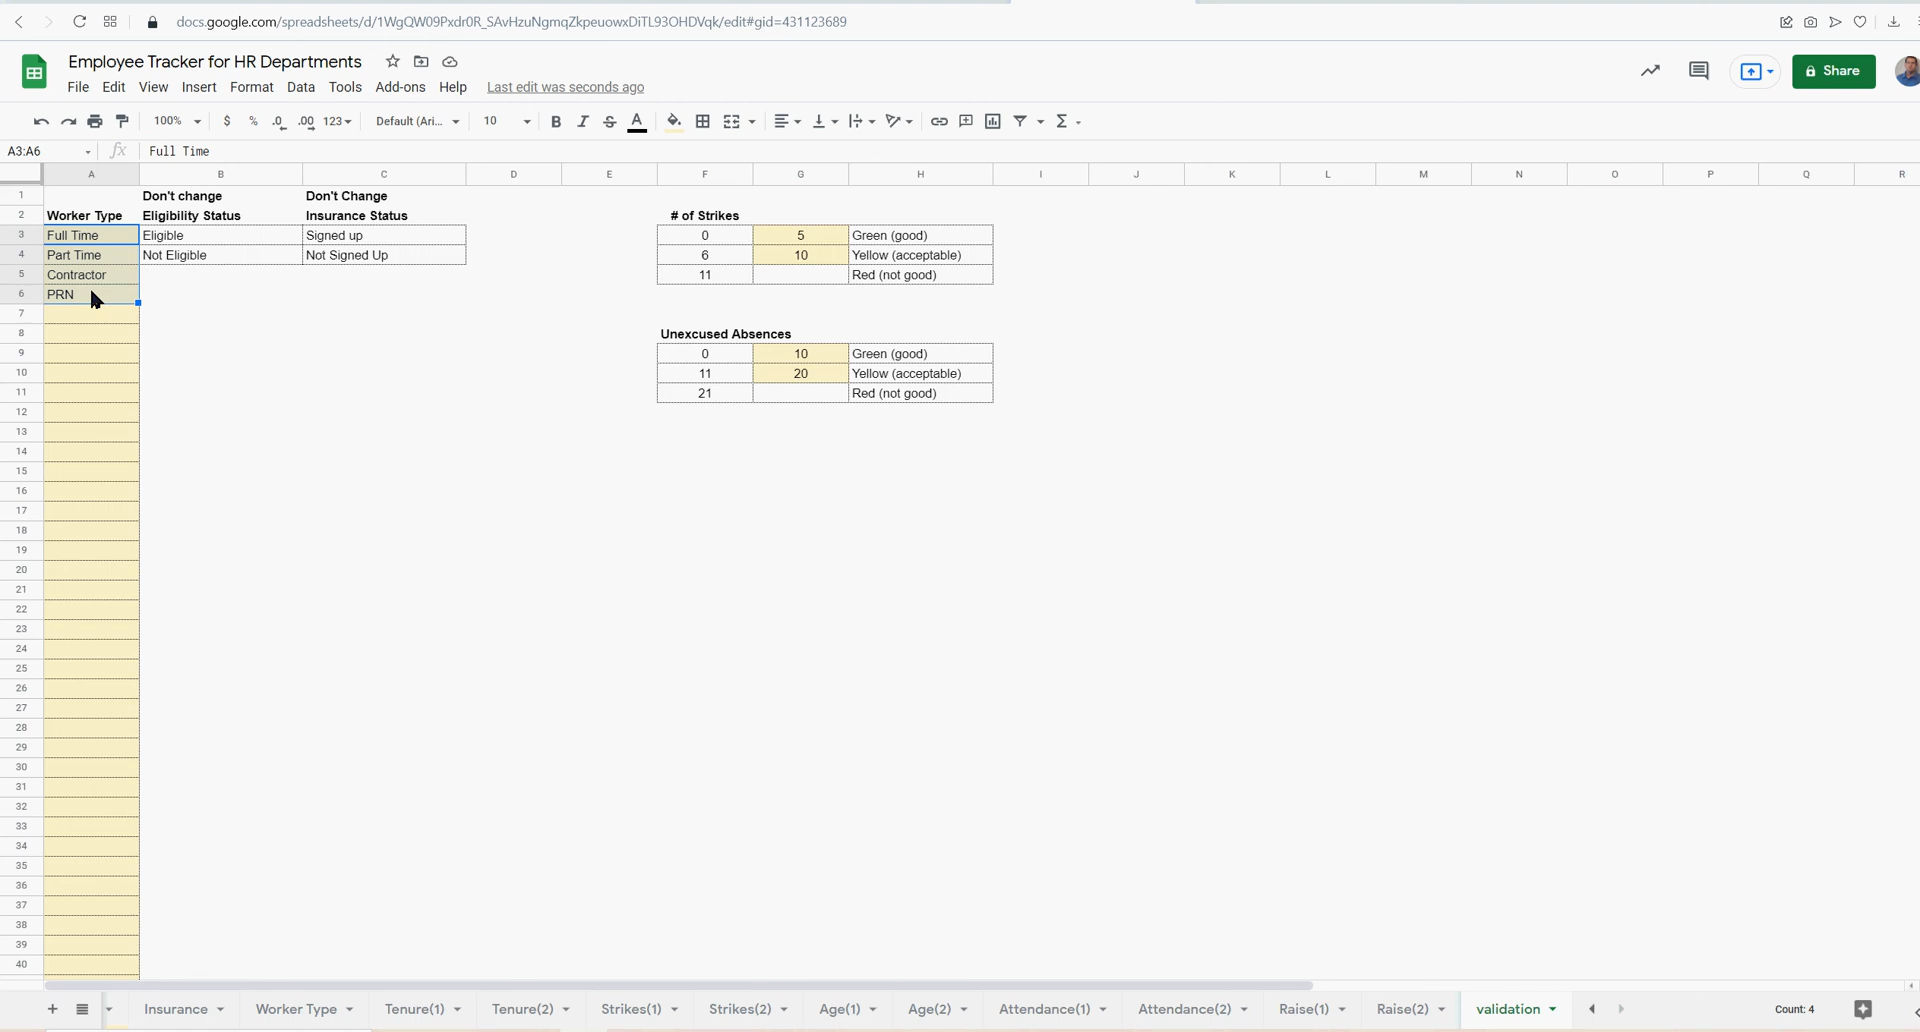 docs.google.com/spreadsheets/d/1WgQW09Pxdr0R_SAvHzuNgmqZkpeuowxDiTL93OHDVqk/edit#gid=431123689
Employee Tracker for HR Departments
File Edit View Insert Format Data Tools Add-ons Help Last edit was seconds ago
Share
100% $ % .0 .00 123 Default (Ari... 10 B I S A Σ
A3:A6 fx Full Time
A B C D E F G H I J K L M N O P Q R
1 Don't change Don't Change
2 Worker Type Eligibility Status Insurance Status # of Strikes
3 Full Time Eligible Signed up 0 5 Green (good)
4 Part Time Not Eligible Not Signed Up 6 10 Yellow (acceptable)
5 Contractor 11 Red (not good)
6 PRN
7
8 Unexcused Absences
9 0 10 Green (good)
10 11 20 Yellow (acceptable)
11 21 Red (not good)
12
13
14
15
16
17
18
19
20
21
22
23
24
25
26
27
28
29
30
31
32
33
34
35
36
37
38
39
40
Insurance Worker Type Tenure(1) Tenure(2) Strikes(1) Strikes(2) Age(1) Age(2) Attendance(1) Attendance(2) Raise(1) Raise(2) validation Count: 4